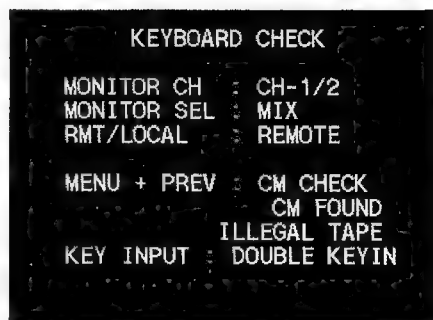 KEYBOARD CHECK
MONITOR CH : CH-1/2
MONITOR SEL : MIX
RMT/LOCAL : REMOTE
MENU + PREV : CM CHECK
CM FOUND
ILLEGAL TAPE
KEY INPUT : DOUBLE KEYIN